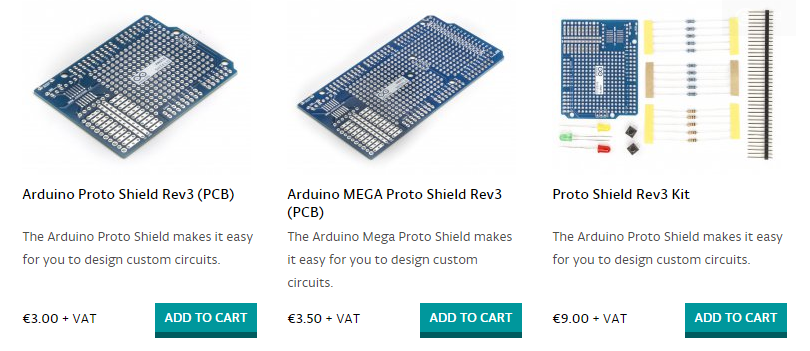 Arduino Proto Shield Rev3 (PCB)
The Arduino Proto Shield makes it easy
for you to design custom circuits.
€3.00 + VAT
ADD TO CART
Arduino MEGA Proto Shield Rev3
(PCB)
The Arduino Mega Proto Shield makes
it easy for you to design custom
circuits.
€3.50 + VAT
ADD TO CART
Proto Shield Rev3 Kit
The Arduino Proto Shield makes it easy
for you to design custom circuits.
€9.00 + VAT
ADD TO CART